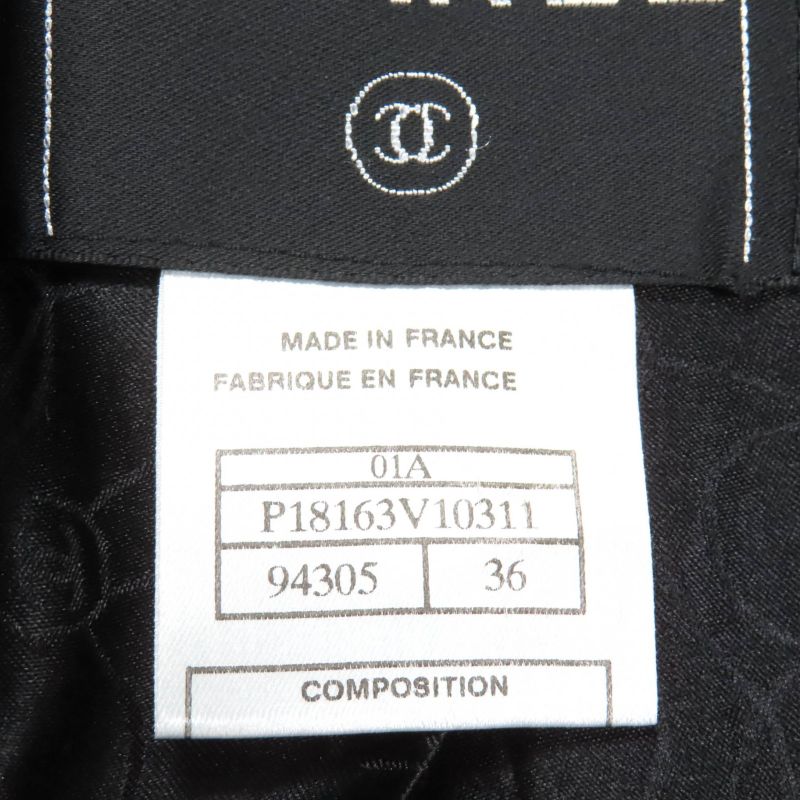 MADE IN FRANCE
FABRIQUE EN FRANCE
01A
P18163V10311
94305 36
COMPOSITION